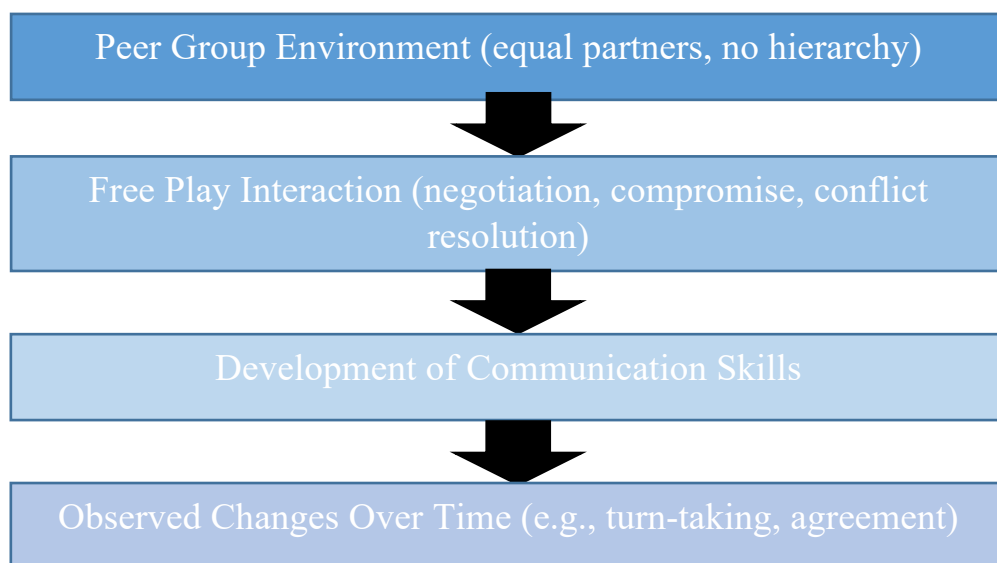 Peer Group Environment (equal partners, no hierarchy)
Free Play Interaction (negotiation, compromise, conflict
resolution)
Development of Communication Skills
Observed Changes Over Time (e.g., turn-taking, agreement)